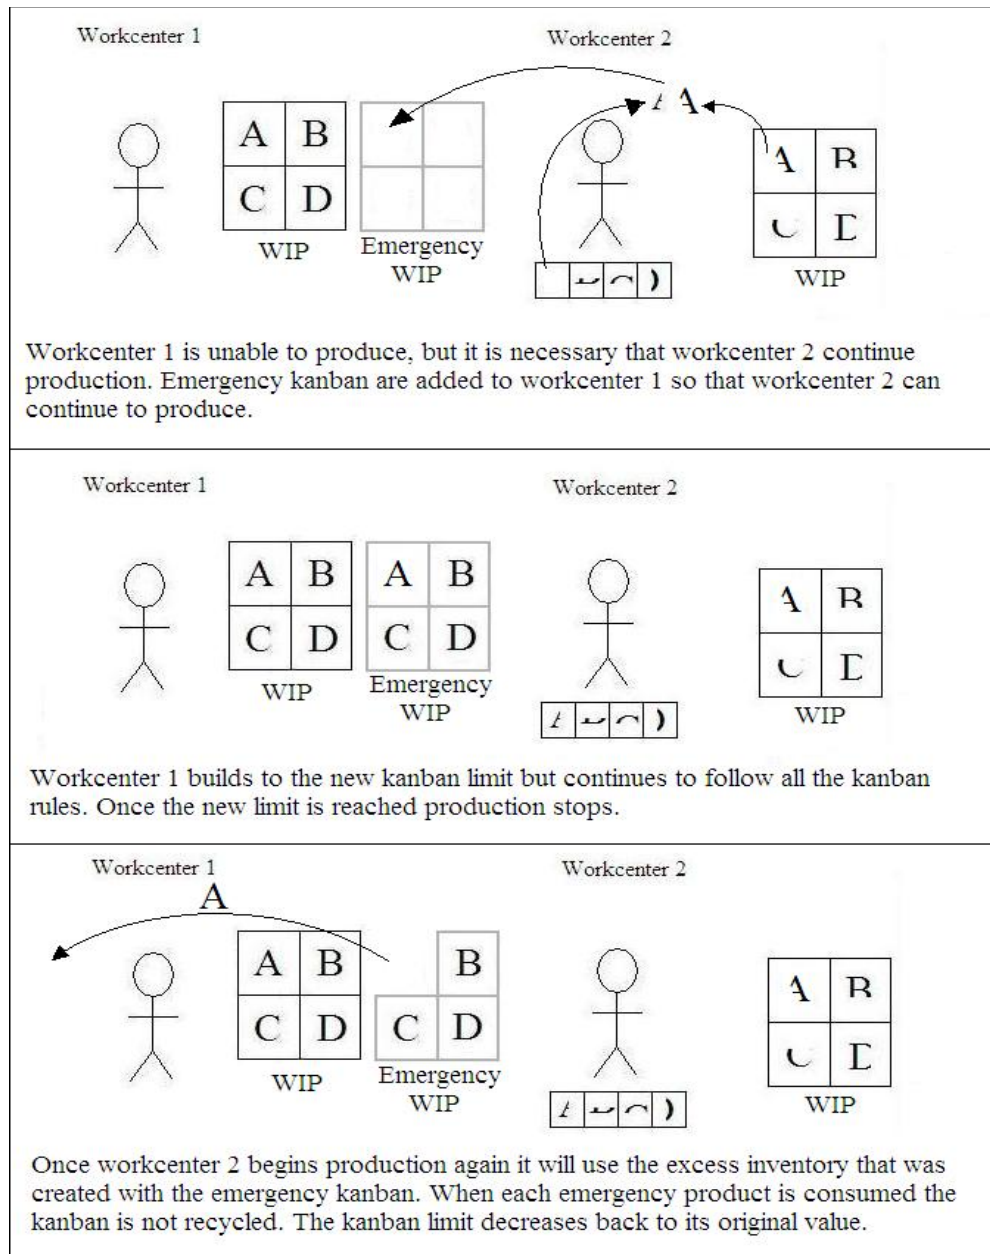 Workcenter 1
Workcenter 2
A B
C D
WIP
Emergency
WIP
WIP
Workcenter 1 is unable to produce, but it is necessary that workcenter 2 continue
production. Emergency kanban are added to workcenter 1 so that workcenter 2 can
continue to produce.
Workcenter 1
Workcenter 2
A B
C D
WIP
A B
C D
Emergency
WIP
WIP
Workcenter 1 builds to the new kanban limit but continues to follow all the kanban
rules. Once the new limit is reached production stops.
Workcenter 1
A
Workcenter 2
A B
C D
WIP
B
C D
Emergency
WIP
WIP
Once workcenter 2 begins production again it will use the excess inventory that was
created with the emergency kanban. When each emergency product is consumed the
kanban is not recycled. The kanban limit decreases back to its original value.